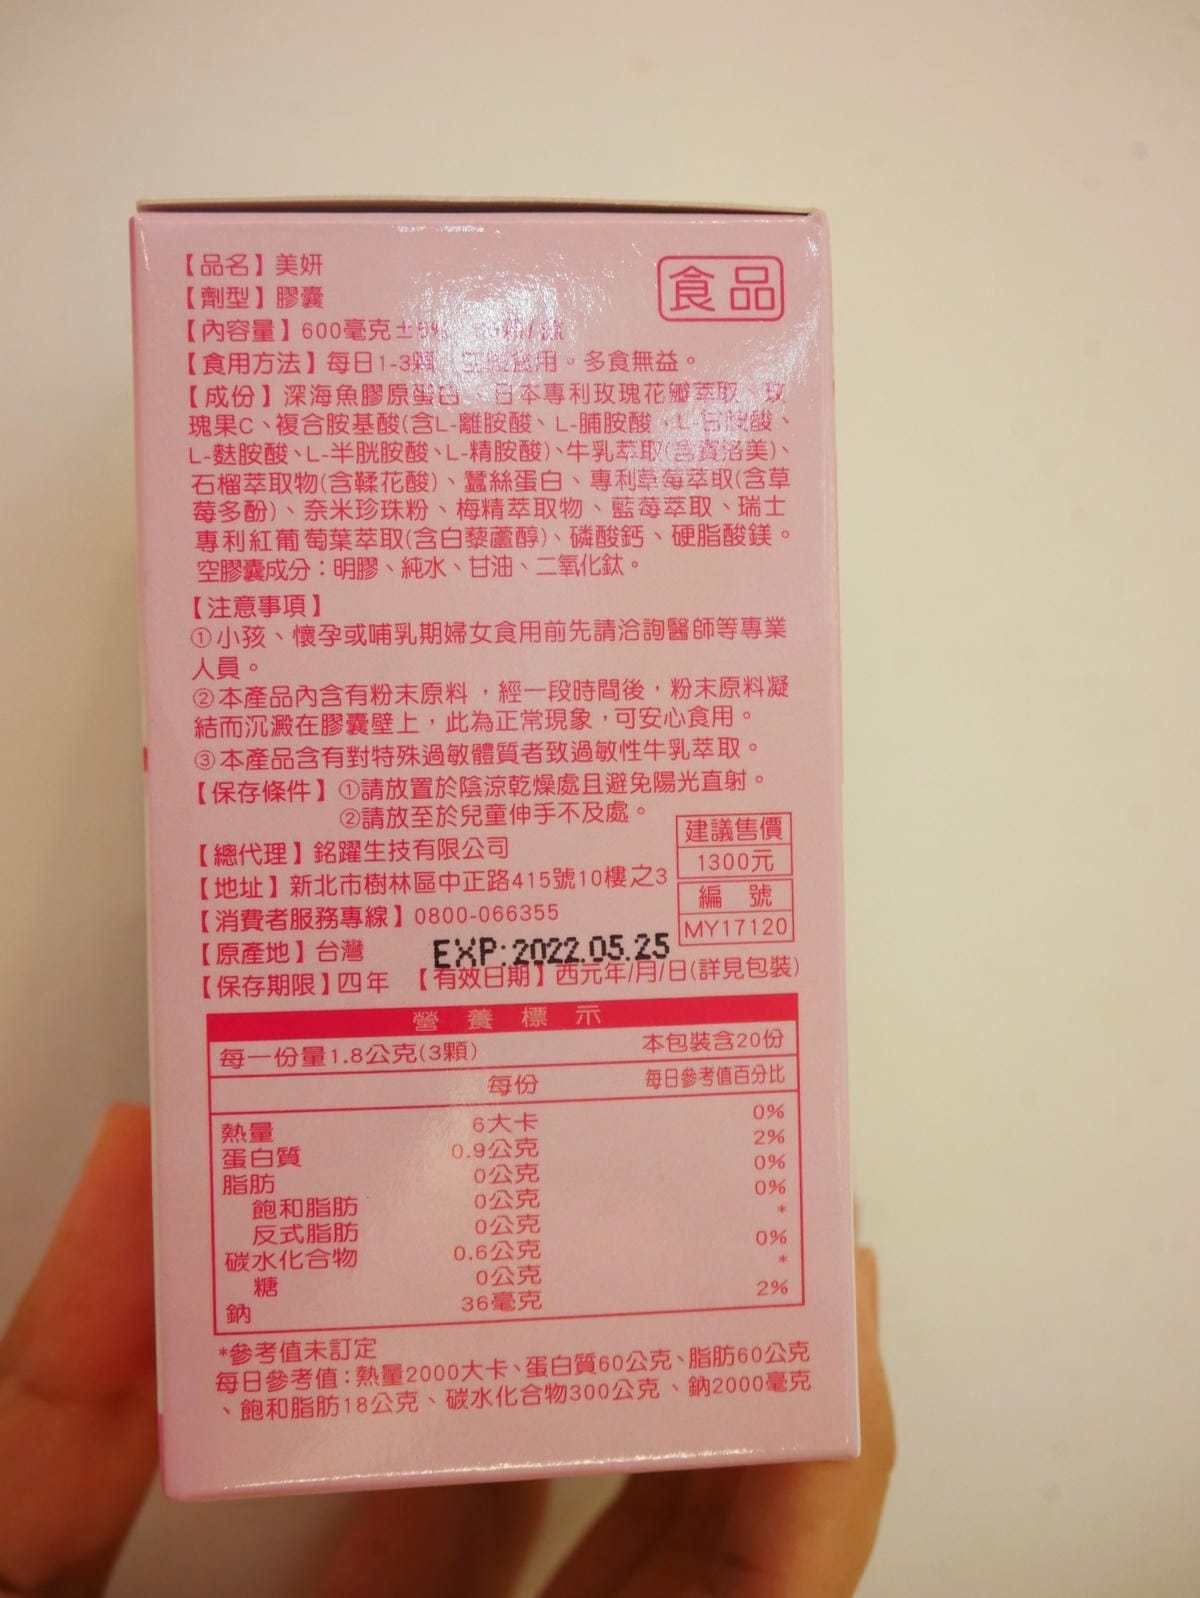 【品名】美妍
食品
【劑型】膠囊
【內容量】600毫克±5%
【食用方法】每日1-3顆 食用。多食無益。
【成份】深海魚膠原蛋白、日本專利玫瑰花瓣萃取、玫
瑰果C、複合胺基酸(含L-離胺酸、L-脯胺酸、L-甘胺酸、
L-麩胺酸、L-半胱胺酸、L-精胺酸)、牛乳萃取(含賽洛美)、
石榴萃取物(含鞣花酸)、蠶絲蛋白、專利草莓萃取(含草
莓多酚)、奈米珍珠粉、梅精萃取物、藍莓萃取、瑞士
專利紅葡萄葉萃取(含白藜蘆醇)、磷酸鈣、硬脂酸鎂。
空膠囊成分：明膠、純水、甘油、二氧化鈦。
【注意事項】
①小孩、懷孕或哺乳期婦女食用前先請洽詢醫師等專業
人員。
②本產品內含有粉末原料，經一段時間後，粉末原料凝
結而沉澱在膠囊壁上，此為正常現象，可安心食用。
③本產品含有對特殊過敏體質者致過敏性牛乳萃取。
【保存條件】①請放置於陰涼乾燥處且避免陽光直射。
②請放至於兒童伸手不及處。
【總代理】銘躍生技有限公司
【地址】新北市樹林區中正路415號10樓之3
【消費者服務專線】0800-066355
建議售價
1300元
編 號
MY17120
【原產地】台灣
EXP:2022.05.25
【保存期限】四年 【有效日期】西元年/月/日(詳見包裝)
營養標示
每一份量1.8公克(3顆) 本包裝含20份
每份 每日參考值百分比
熱量 6大卡 0%
蛋白質 0.9公克 2%
脂肪 0公克 0%
飽和脂肪 0公克 0%
反式脂肪 0公克 *
碳水化合物 0.6公克 0%
糖 0公克 *
鈉 36毫克 2%
*參考值未訂定
每日參考值：熱量2000大卡、蛋白質60公克、脂肪60公克
、飽和脂肪18公克、碳水化合物300公克、鈉2000毫克